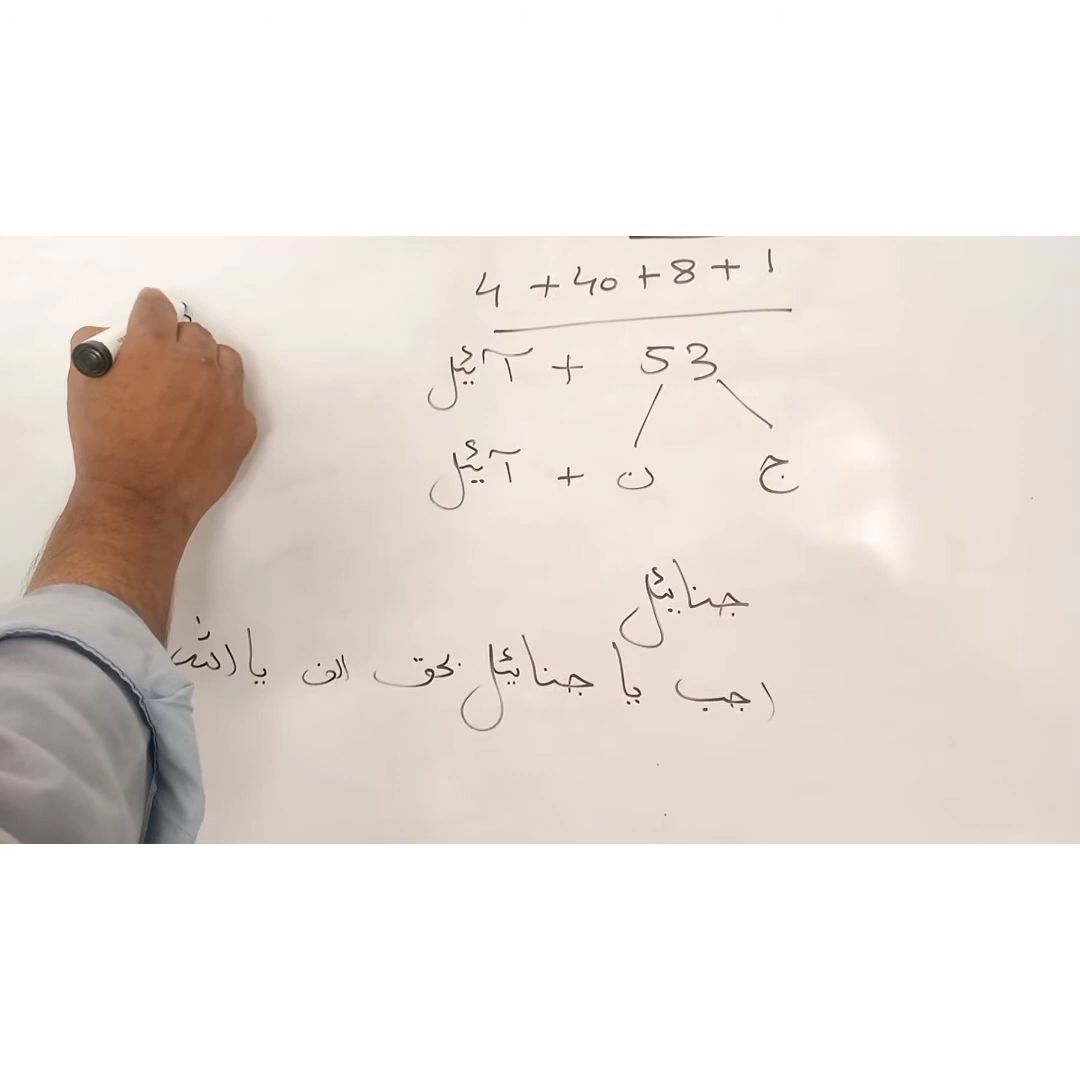 4 + 40 + 8 + 1
53 + آئیل
ج ن + آئیل
جنائیل
اجب یا جنائیل بحق الف یا اللہ